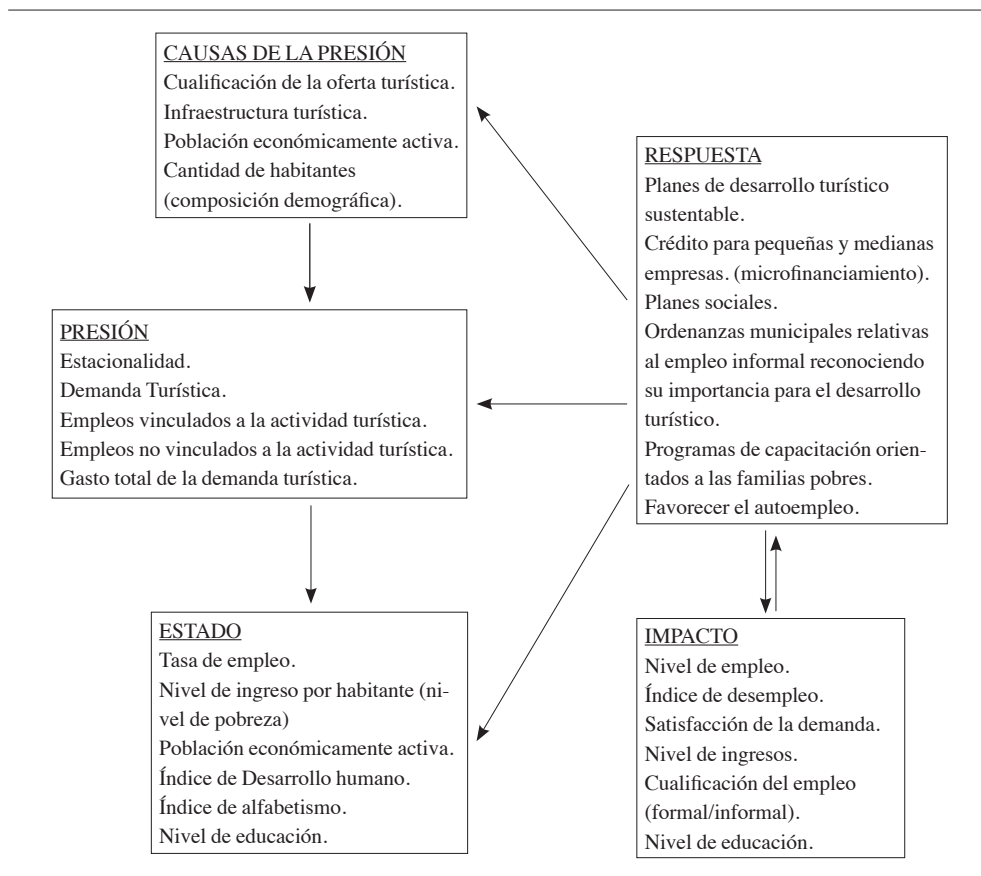 CAUSAS DE LA PRESIÓN
Cualificación de la oferta turística.
Infraestructura turística.
Población económicamente activa.
Cantidad de habitantes
(composición demográfica).
PRESIÓN
Estacionalidad.
Demanda Turística.
Empleos vinculados a la actividad turística.
Empleos no vinculados a la actividad turística.
Gasto total de la demanda turística.
ESTADO
Tasa de empleo.
Nivel de ingreso por habitante (ni-
vel de pobreza)
Población económicamente activa.
Índice de Desarrollo humano.
Índice de alfabetismo.
Nivel de educación.
RESPUESTA
Planes de desarrollo turístico
sustentable.
Crédito para pequeñas y medianas
empresas. (microfinanciamiento).
Planes sociales.
Ordenanzas municipales relativas
al empleo informal reconociendo
su importancia para el desarrollo
turístico.
Programas de capacitación orien-
tados a las familias pobres.
Favorecer el autoempleo.
IMPACTO
Nivel de empleo.
Índice de desempleo.
Satisfacción de la demanda.
Nivel de ingresos.
Cualificación del empleo
(formal/informal).
Nivel de educación.